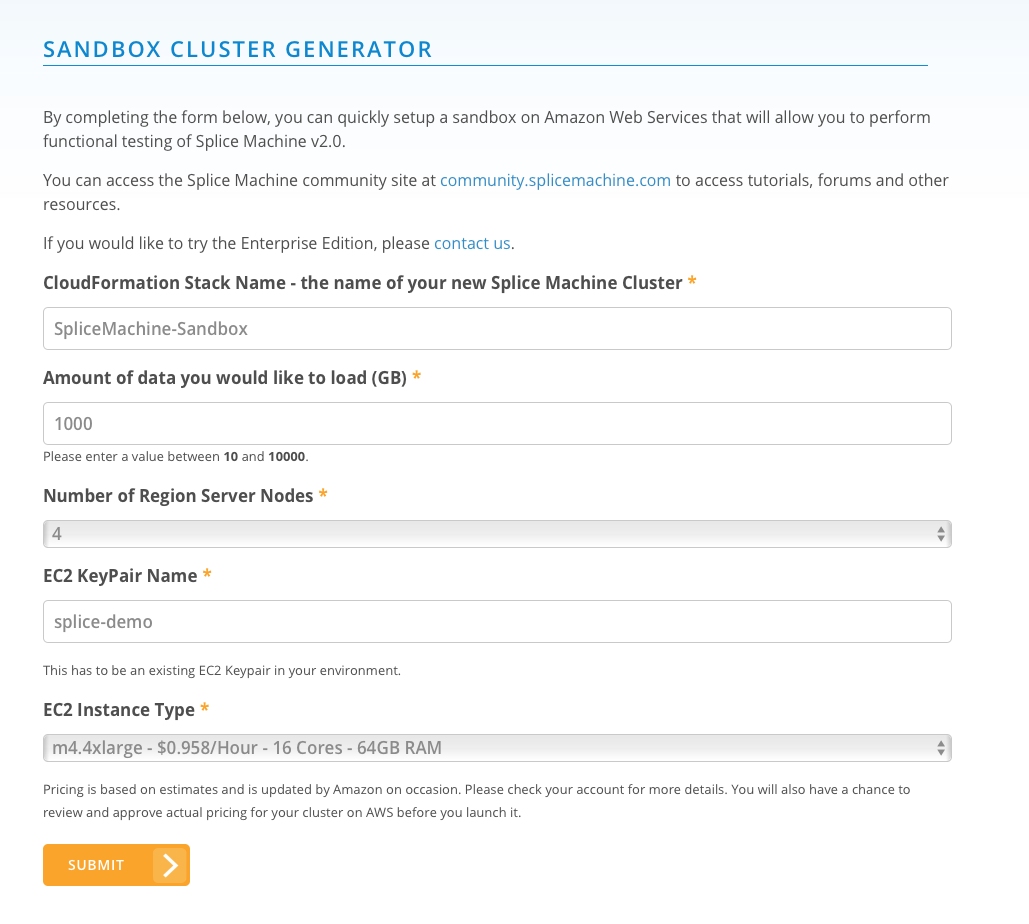 SANDBOX CLUSTER GENERATOR
By completing the form below, you can quickly setup a sandbox on Amazon Web Services that will allow you to perform
functional testing of Splice Machine v2.0.
You can access the Splice Machine community site at community.splicemachine.com to access tutorials, forums and other
resources.
If you would like to try the Enterprise Edition, please contact us.
CloudFormation Stack Name - the name of your new Splice Machine Cluster *
SpliceMachine-Sandbox
Amount of data you would like to load (GB) *
1000
Please enter a value between 10 and 10000.
Number of Region Server Nodes *
4
EC2 KeyPair Name *
splice-demo
This has to be an existing EC2 Keypair in your environment.
EC2 Instance Type *
m4.4xlarge - $0.958/Hour - 16 Cores - 64GB RAM
Pricing is based on estimates and is updated by Amazon on occasion. Please check your account for more details. You will also have a chance to
review and approve actual pricing for your cluster on AWS before you launch it.
SUBMIT